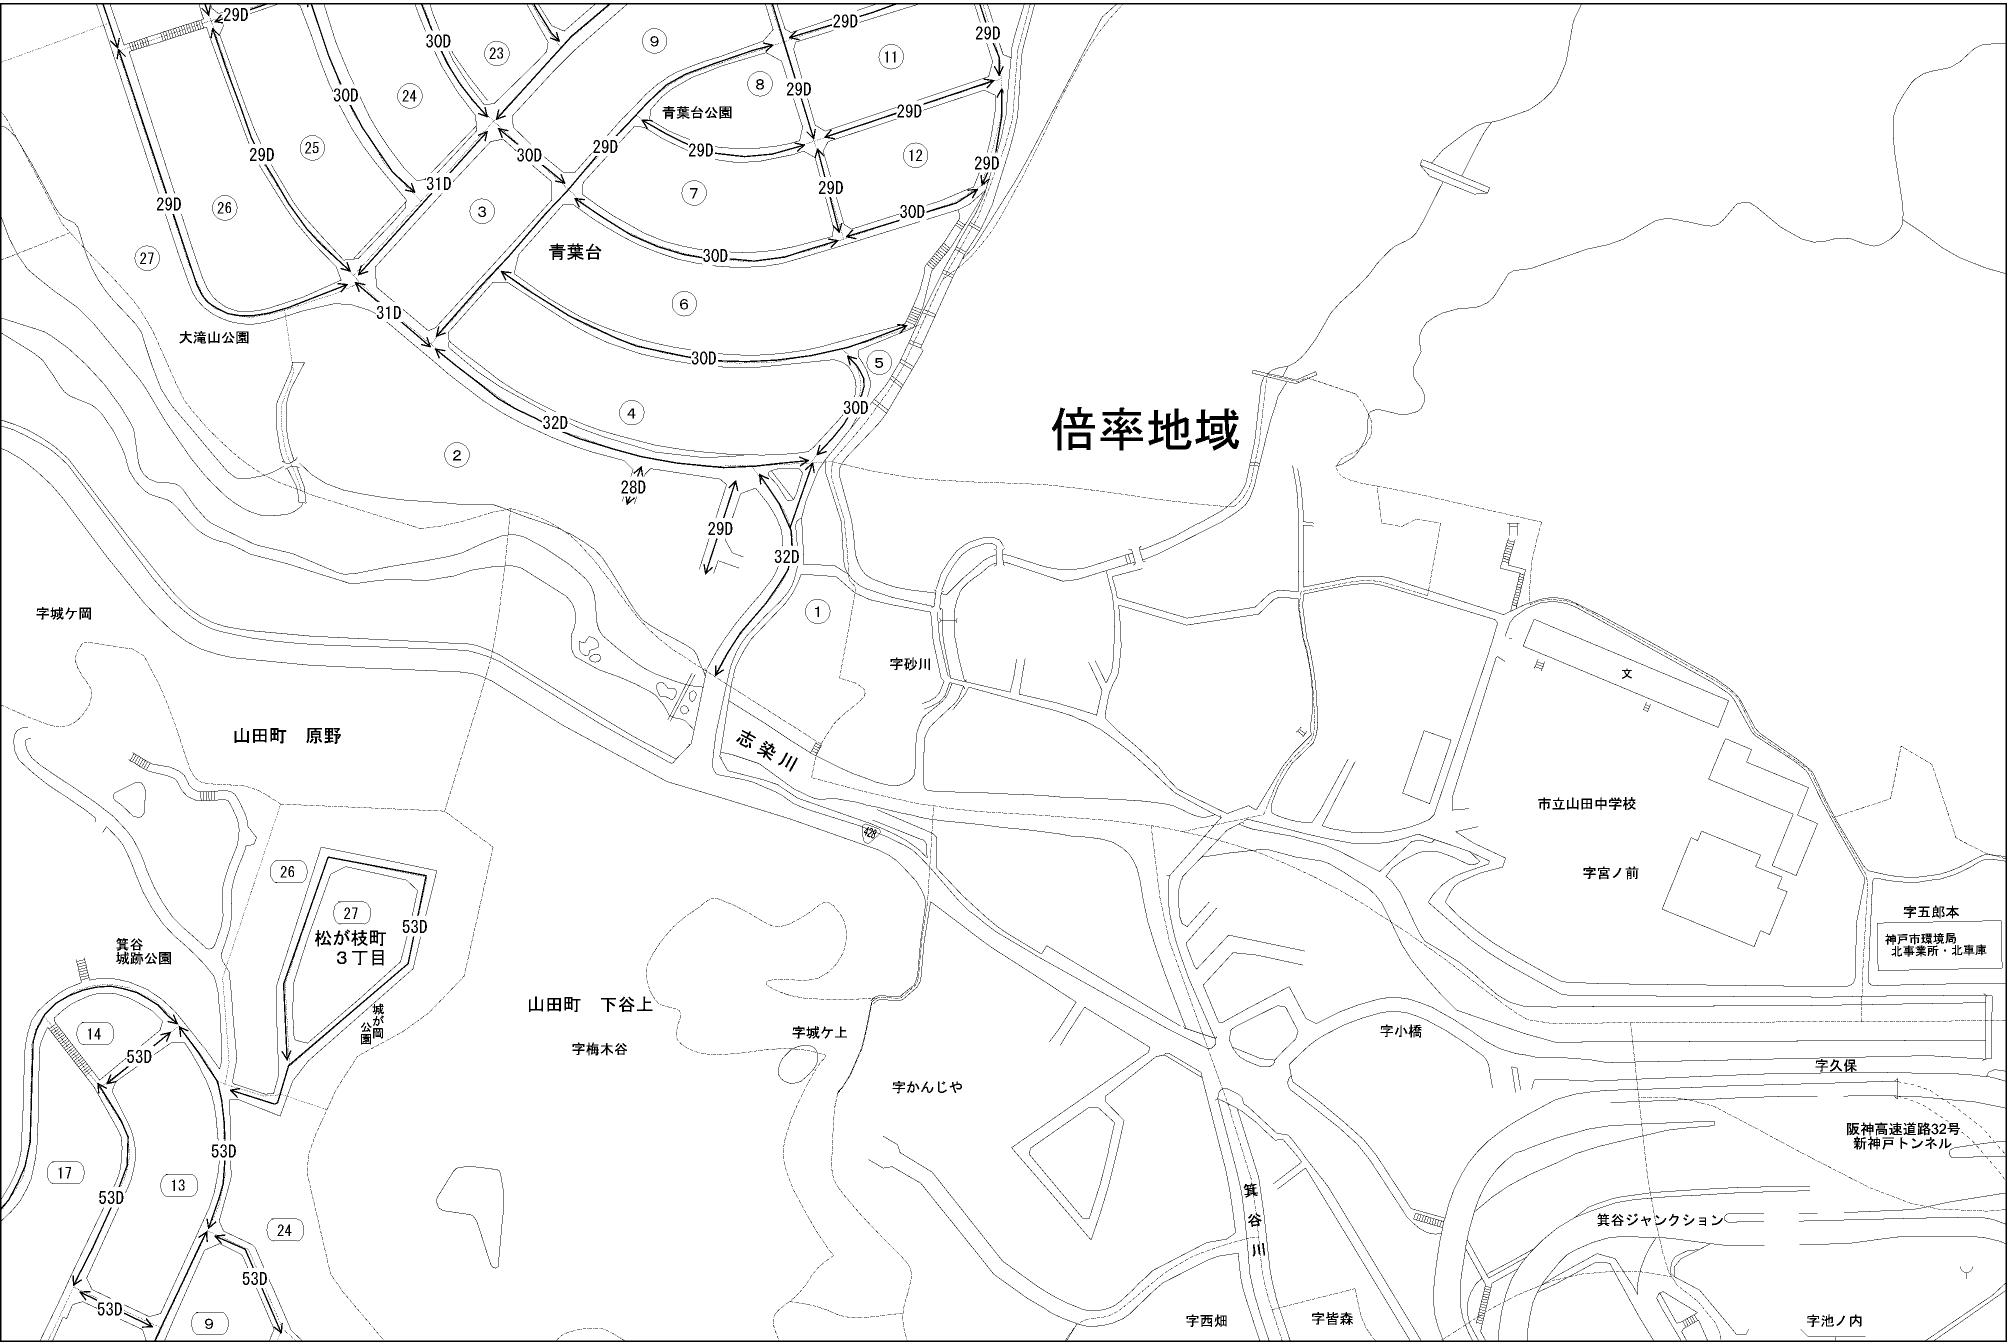 29D
29D
29D
23
9
30D
11
8
24
30D
29D
29D
青葉台公園
25
29D
30D
29D
29D
12
29D
31D
7
29D
26
29D
3
30D
青葉台
30D
27
6
31D
大滝山公園
30D
5
4
30D
32D
倍率地域
2
28D
29D
32D
1
字城ケ岡
字砂川
文
山田町 原野
志染川
市立山田中学校
428
26
字宮ノ前
27
53D
松が枝町
3丁目
字五郎本
神戸市環境局
北事業所・北車庫
箕谷
城跡公園
山田町 下谷上
城が岡
公園
14
字城ケ上
字小橋
字梅木谷
53D
字久保
字かんじや
阪神高速道路32号
新神戸トンネル
53D
17
13
53D
箕谷川
箕谷ジャンクション
24
53D
53D
9
字西畑
字皆森
字池ノ内